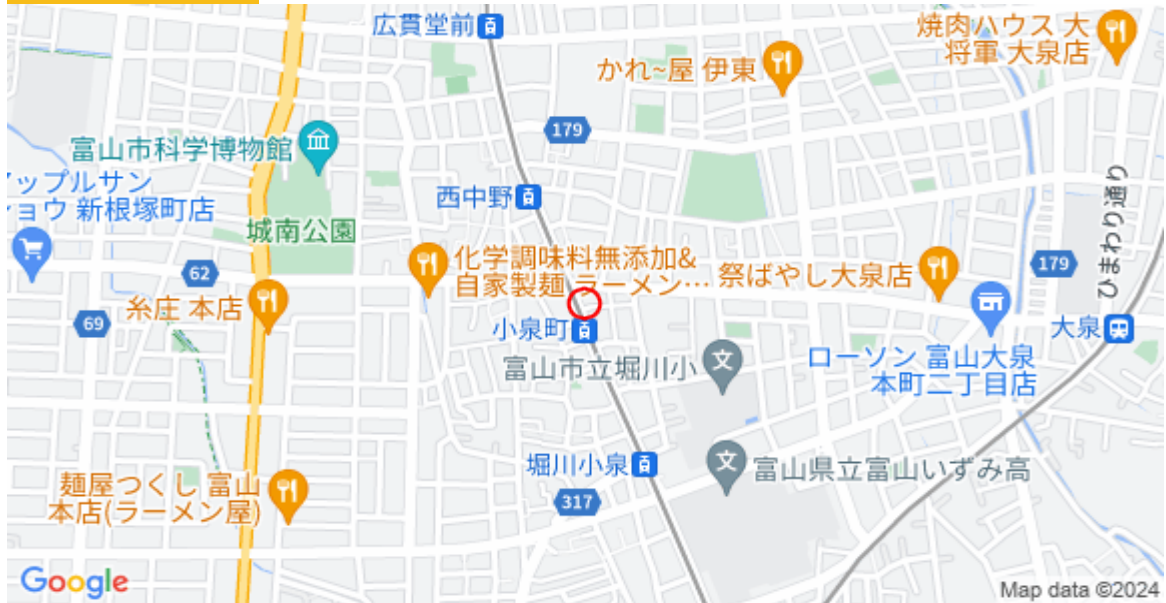 広貫堂前
焼肉ハウス 大
将軍 大泉店
かれ~屋 伊東
179
富山市科学博物館
ップルサン
ョウ 新根塚町店
西中野
ひまわり通り
城南公園
62
化学調味料無添加&
自家製麺 ラーメン…
祭ばやし大泉店
179
糸庄 本店
69
小泉町
大泉
富山市立堀川小
ローソン 富山大泉
本町二丁目店
堀川小泉
富山県立富山いずみ高
麺屋つくし 富山
本店(ラーメン屋)
317
Google
Map data ©2024